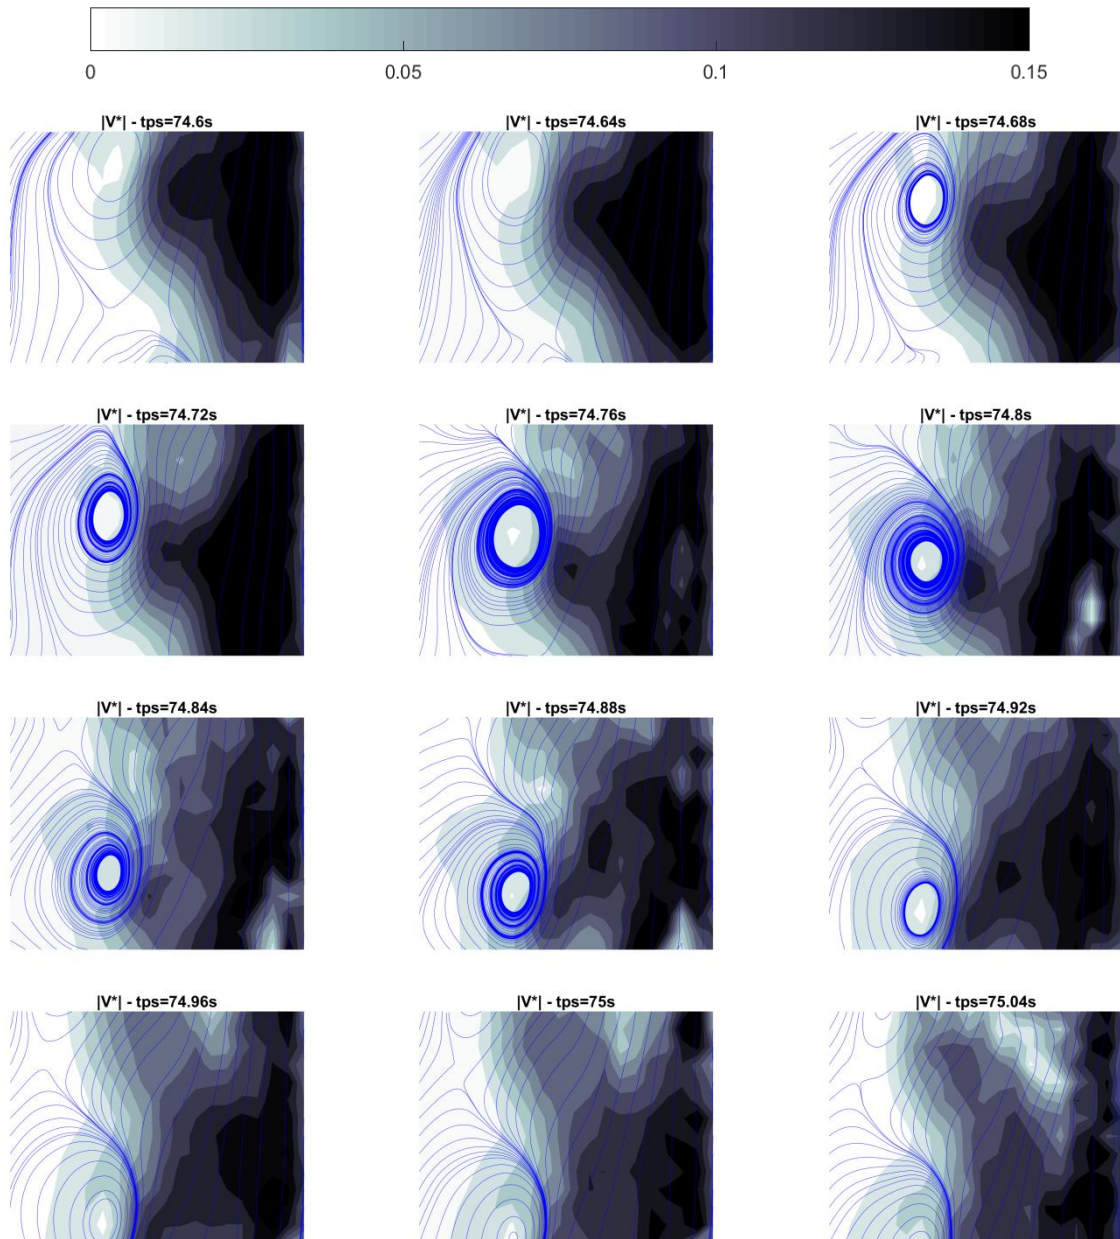 0 0.05 0.1 0.15
|V*| - tps=74.6s |V*| - tps=74.64s |V*| - tps=74.68s
|V*| - tps=74.72s |V*| - tps=74.76s |V*| - tps=74.8s
|V*| - tps=74.84s |V*| - tps=74.88s |V*| - tps=74.92s
|V*| - tps=74.96s |V*| - tps=75s |V*| - tps=75.04s